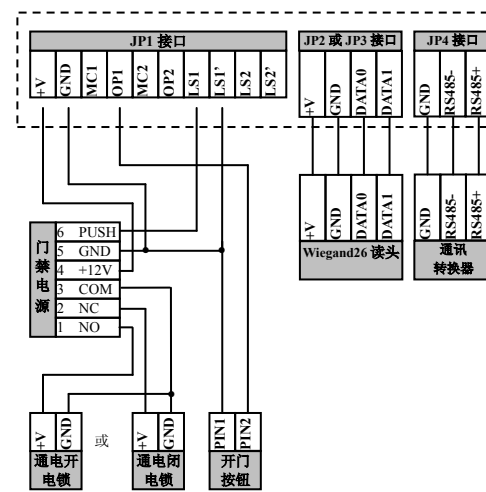 JP1 接口
+V GND MC1 OP1 MC2 OP2 LS1 LS1’ LS2 LS2’
JP2 或 JP3 接口
+V GND DATA0 DATA1
JP4 接口
GND RS485- RS485+
+V GND DATA0 DATA1
Wiegand26 读头
GND RS485- RS485+
通讯
转换器
门禁电源
6 PUSH
5 GND
4 +12V
3 COM
2 NC
1 NO
+V GND
通电开
电锁
或
+V GND
通电闭
电锁
PIN1 PIN2
开门
按钮